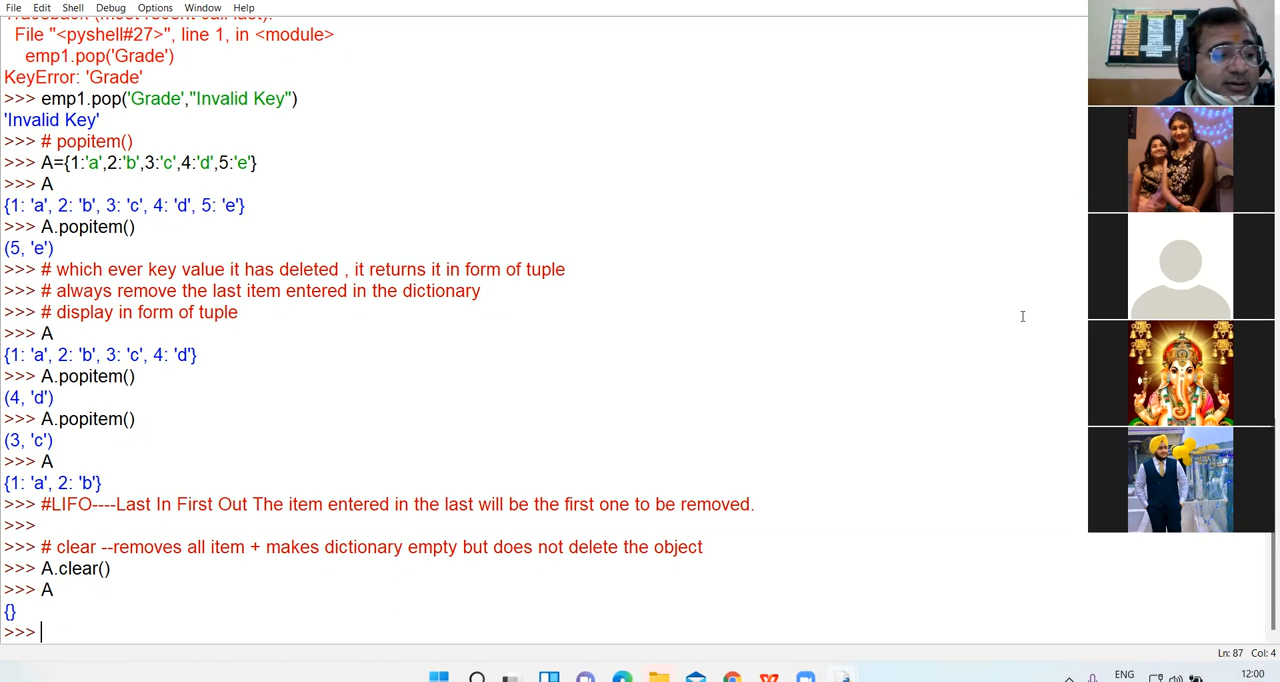 File Edit Shell Debug Options Window Help
Traceback (most recent call last):
File "<pyshell#27>", line 1, in <module>
emp1.pop('Grade')
KeyError: 'Grade'
>>> emp1.pop('Grade',"Invalid Key")
'Invalid Key'
>>> # popitem()
>>> A={1:'a',2:'b',3:'c',4:'d',5:'e'}
>>> A
{1: 'a', 2: 'b', 3: 'c', 4: 'd', 5: 'e'}
>>> A.popitem()
(5, 'e')
>>> # which ever key value it has deleted , it returns it in form of tuple
>>> # always remove the last item entered in the dictionary
>>> # display in form of tuple
>>> A
{1: 'a', 2: 'b', 3: 'c', 4: 'd'}
>>> A.popitem()
(4, 'd')
>>> A.popitem()
(3, 'c')
>>> A
{1: 'a', 2: 'b'}
>>> #LIFO----Last In First Out The item entered in the last will be the first one to be removed.
>>>
>>> # clear --removes all item + makes dictionary empty but does not delete the object
>>> A.clear()
>>> A
{}
>>>
Ln: 87 Col: 4
ENG 12:00